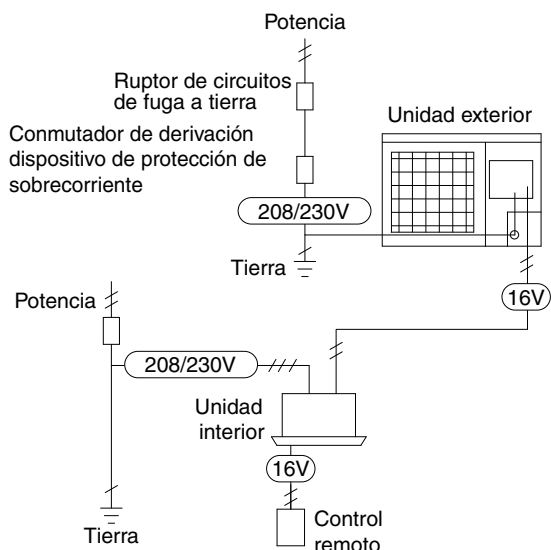 Potencia
Ruptor de circuitos
de fuga a tierra
Unidad exterior
Conmutador de derivación
dispositivo de protección de
sobrecorriente
208/230V
Tierra
16V
Potencia
208/230V
Unidad
interior
16V
Control
remoto
Tierra